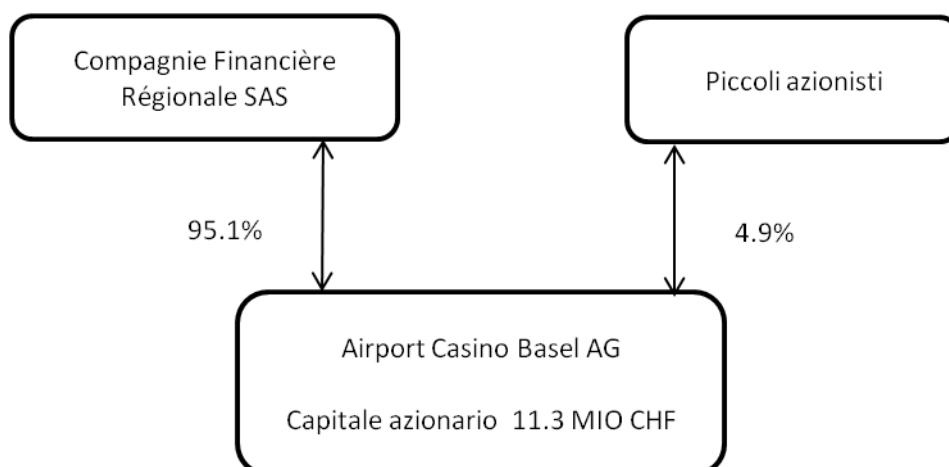 Compagnie Financière
Régionale SAS
Piccoli azionisti
95.1%
4.9%
Airport Casino Basel AG
Capitale azionario 11.3 MIO CHF